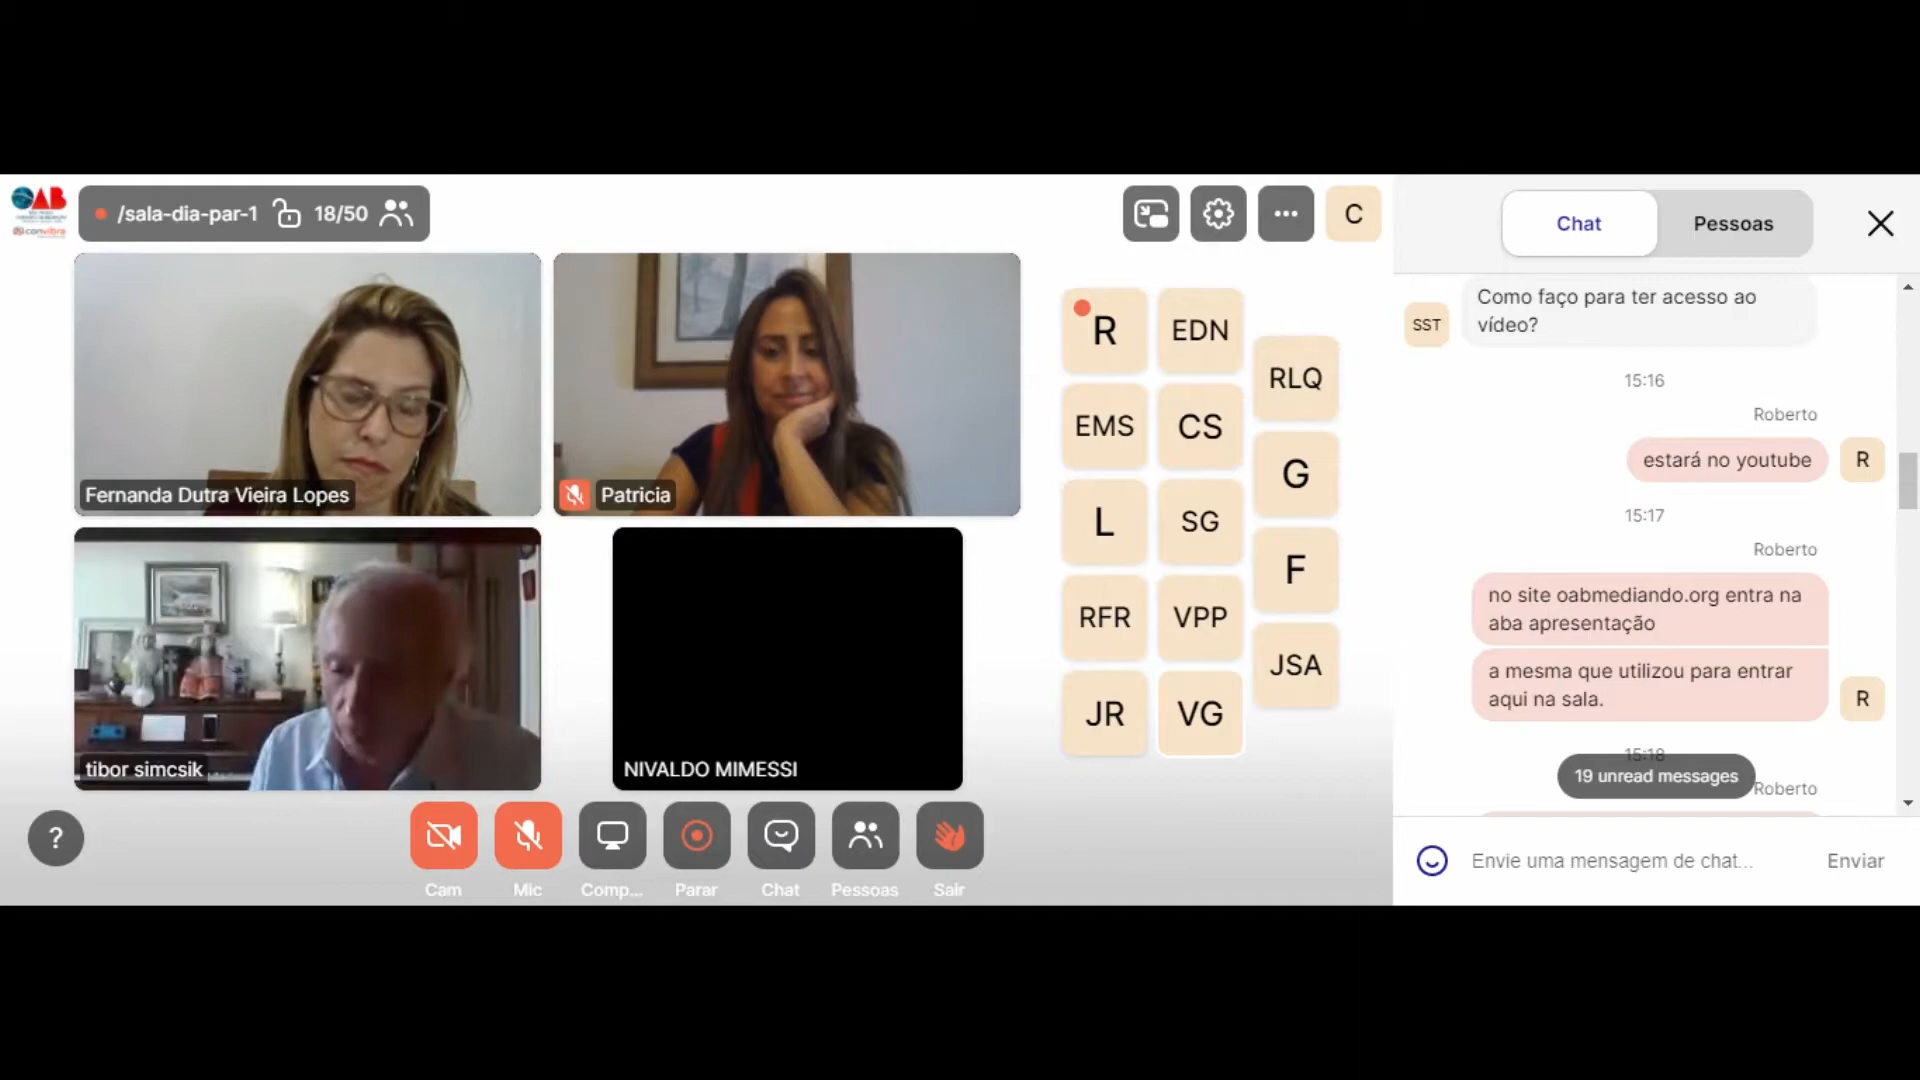 OAB
convibra
/sala-dia-par-1
18/50
C
Fernanda Dutra Vieira Lopes
Patricia
tibor simcsik
NIVALDO MIMESSI
R
EDN
RLQ
EMS
CS
G
L
SG
F
RFR
VPP
JSA
JR
VG
?
Cam
Mic
Comp...
Parar
Chat
Pessoas
Sair
Chat
Pessoas
SST
Como faço para ter acesso ao
vídeo?
15:16
Roberto
estará no youtube
R
15:17
Roberto
no site oabmediando.org entra na
aba apresentação
a mesma que utilizou para entrar
aqui na sala.
R
15:18
19 unread messages
Roberto
Envie uma mensagem de chat...
Enviar